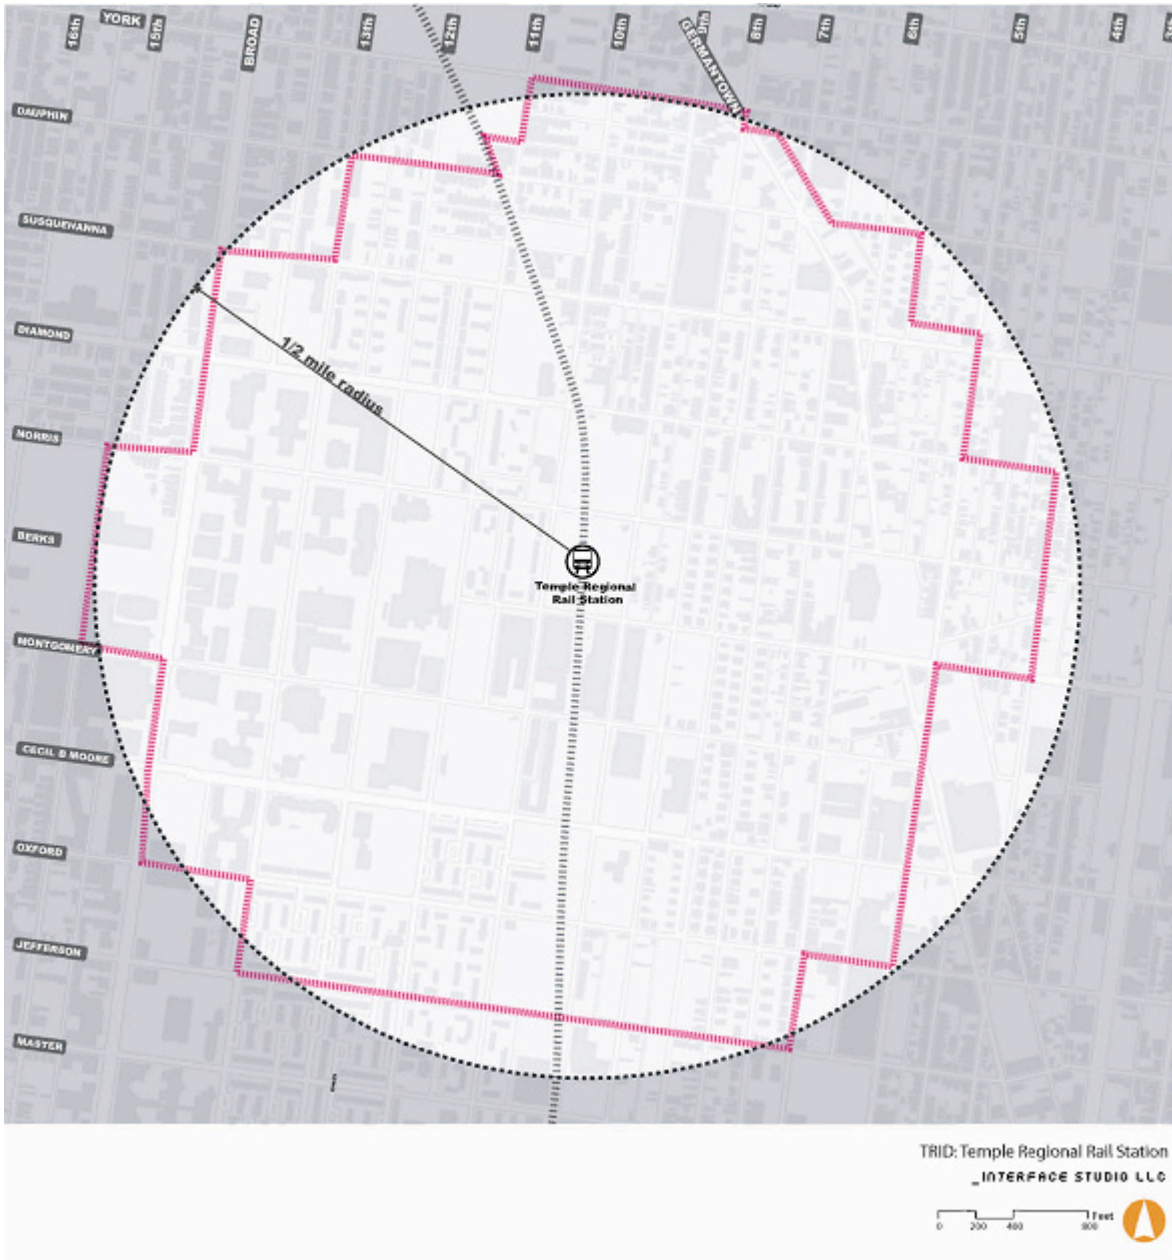 16th
YORK
15th
BROAD
13th
12th
11th
10th
9th
GERMANTOWN
8th
7th
6th
5th
4th
DAUPHIN
SUSQUEHANNA
DIAMOND
1/2 mile radius
NORRIS
BERKS
Temple Regional
Rail Station
MONTGOMERY
CECIL B MOORE
OXFORD
JEFFERSON
MASTER
TRID: Temple Regional Rail Station
_INTERFACE STUDIO LLC
Feet
0 200 400 800